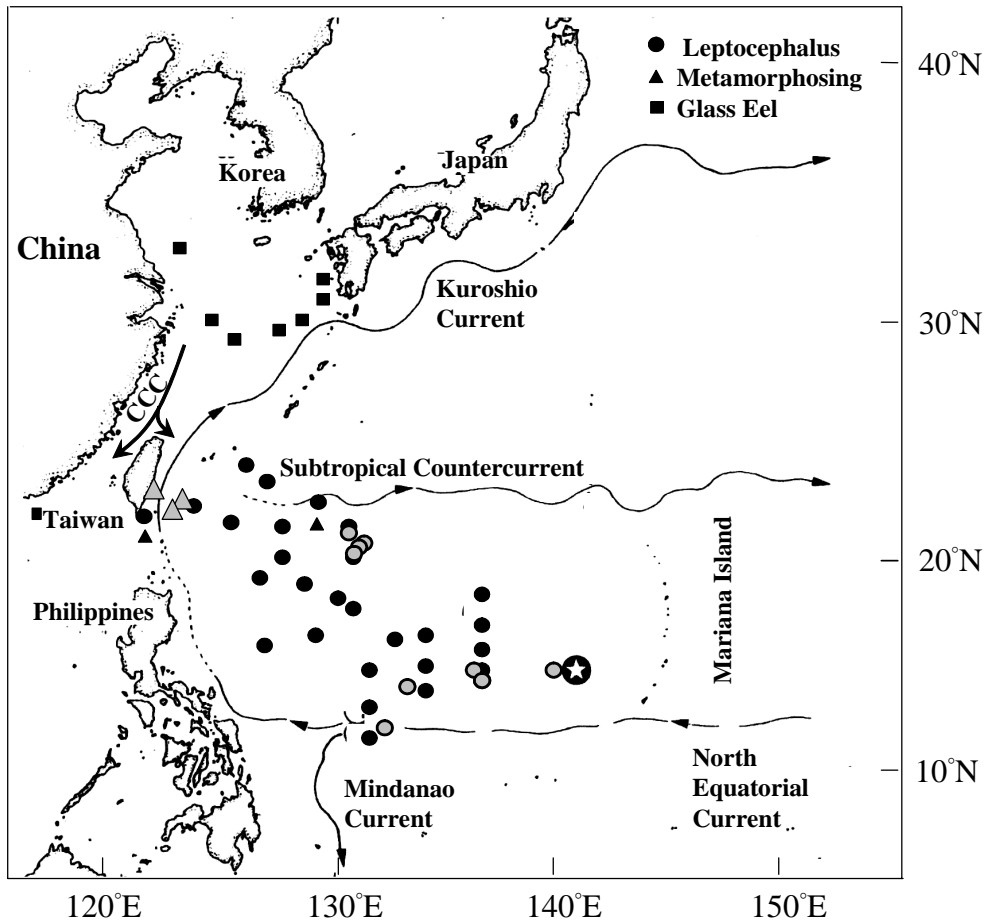 Leptocephalus
Metamorphosing
Glass Eel
40°N
Korea
Japan
China
Kuroshio
Current
30°N
CCC
Subtropical Countercurrent
Taiwan
20°N
Philippines
Mariana Island
Mindanao
Current
North
Equatorial
Current
10°N
120°E
130°E
140°E
150°E